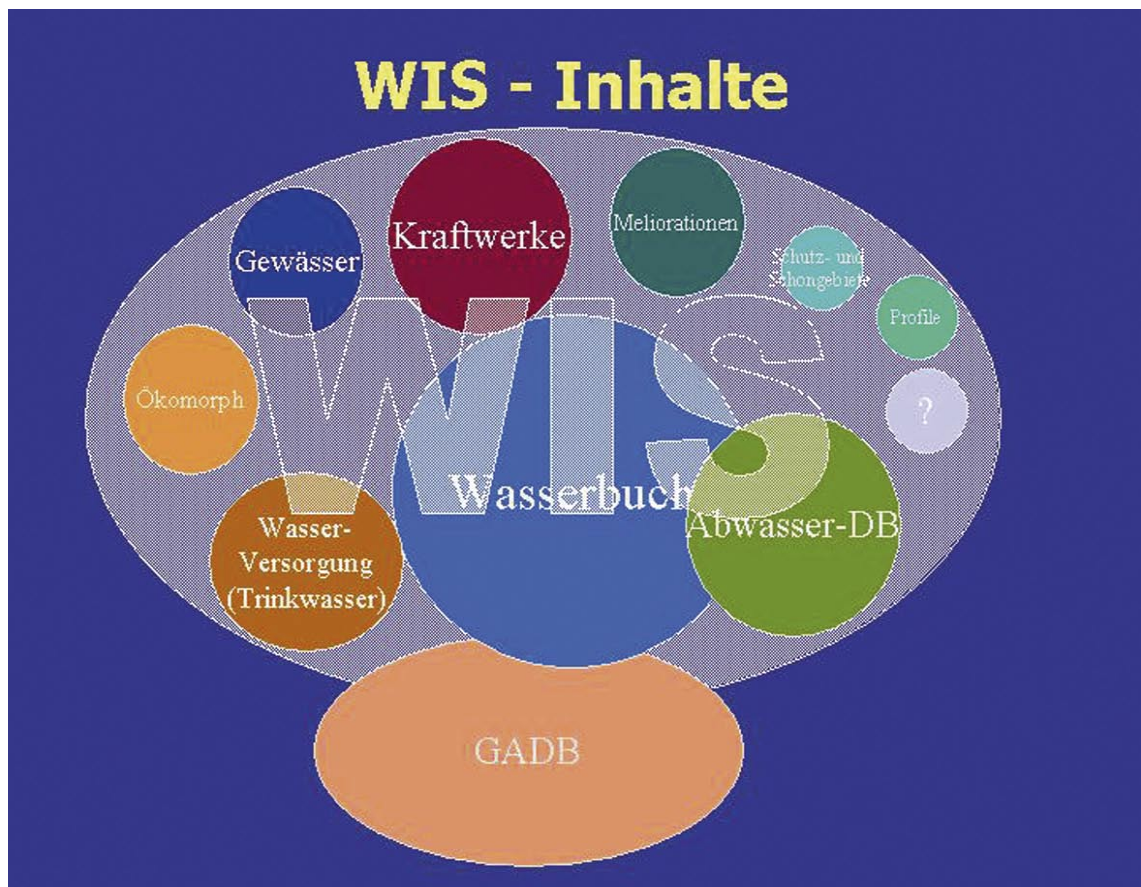 WIS - Inhalte
Kraftwerke
Meliorationen
Gewässer
Schutz- und
Schongebiete
Profile
Ökomorph
?
WIS
Wasserbuch
Abwasser-DB
Wasser-
Versorgung
(Trinkwasser)
GADB